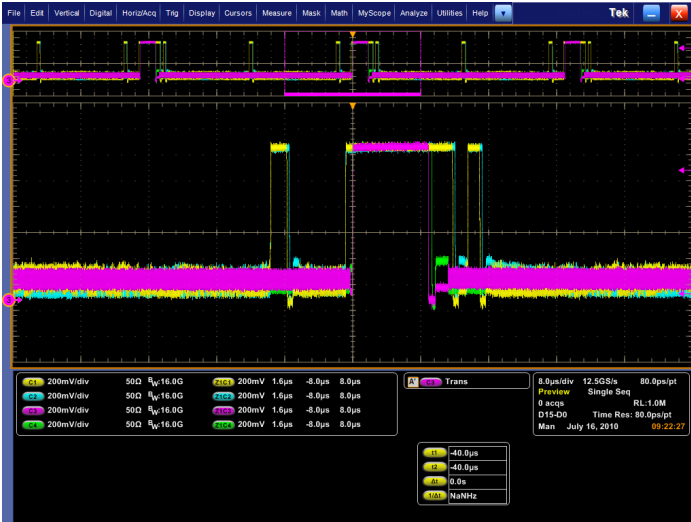 File Edit Vertical Digital Horiz/Acq Trig Display Cursors Measure Mask Math MyScope Analyze Utilities Help Tek X
3
3
C1 200mV/div 50Ω BW:16.0G Z1C1 200mV 1.6µs -8.0µs 8.0µs
C2 200mV/div 50Ω BW:16.0G Z1C2 200mV 1.6µs -8.0µs 8.0µs
C3 200mV/div 50Ω BW:16.0G Z1C3 200mV 1.6µs -8.0µs 8.0µs
C4 200mV/div 50Ω BW:16.0G Z1C4 200mV 1.6µs -8.0µs 8.0µs
A' C3 Trans
8.0µs/div 12.5GS/s 80.0ps/pt
Preview Single Seq
0 acqs RL:1.0M
D15-D0 Time Res: 80.0ps/pt
Man July 16, 2010 09:22:27
t1 -40.0µs
t2 -40.0µs
Δt 0.0s
1/Δt NaNHz